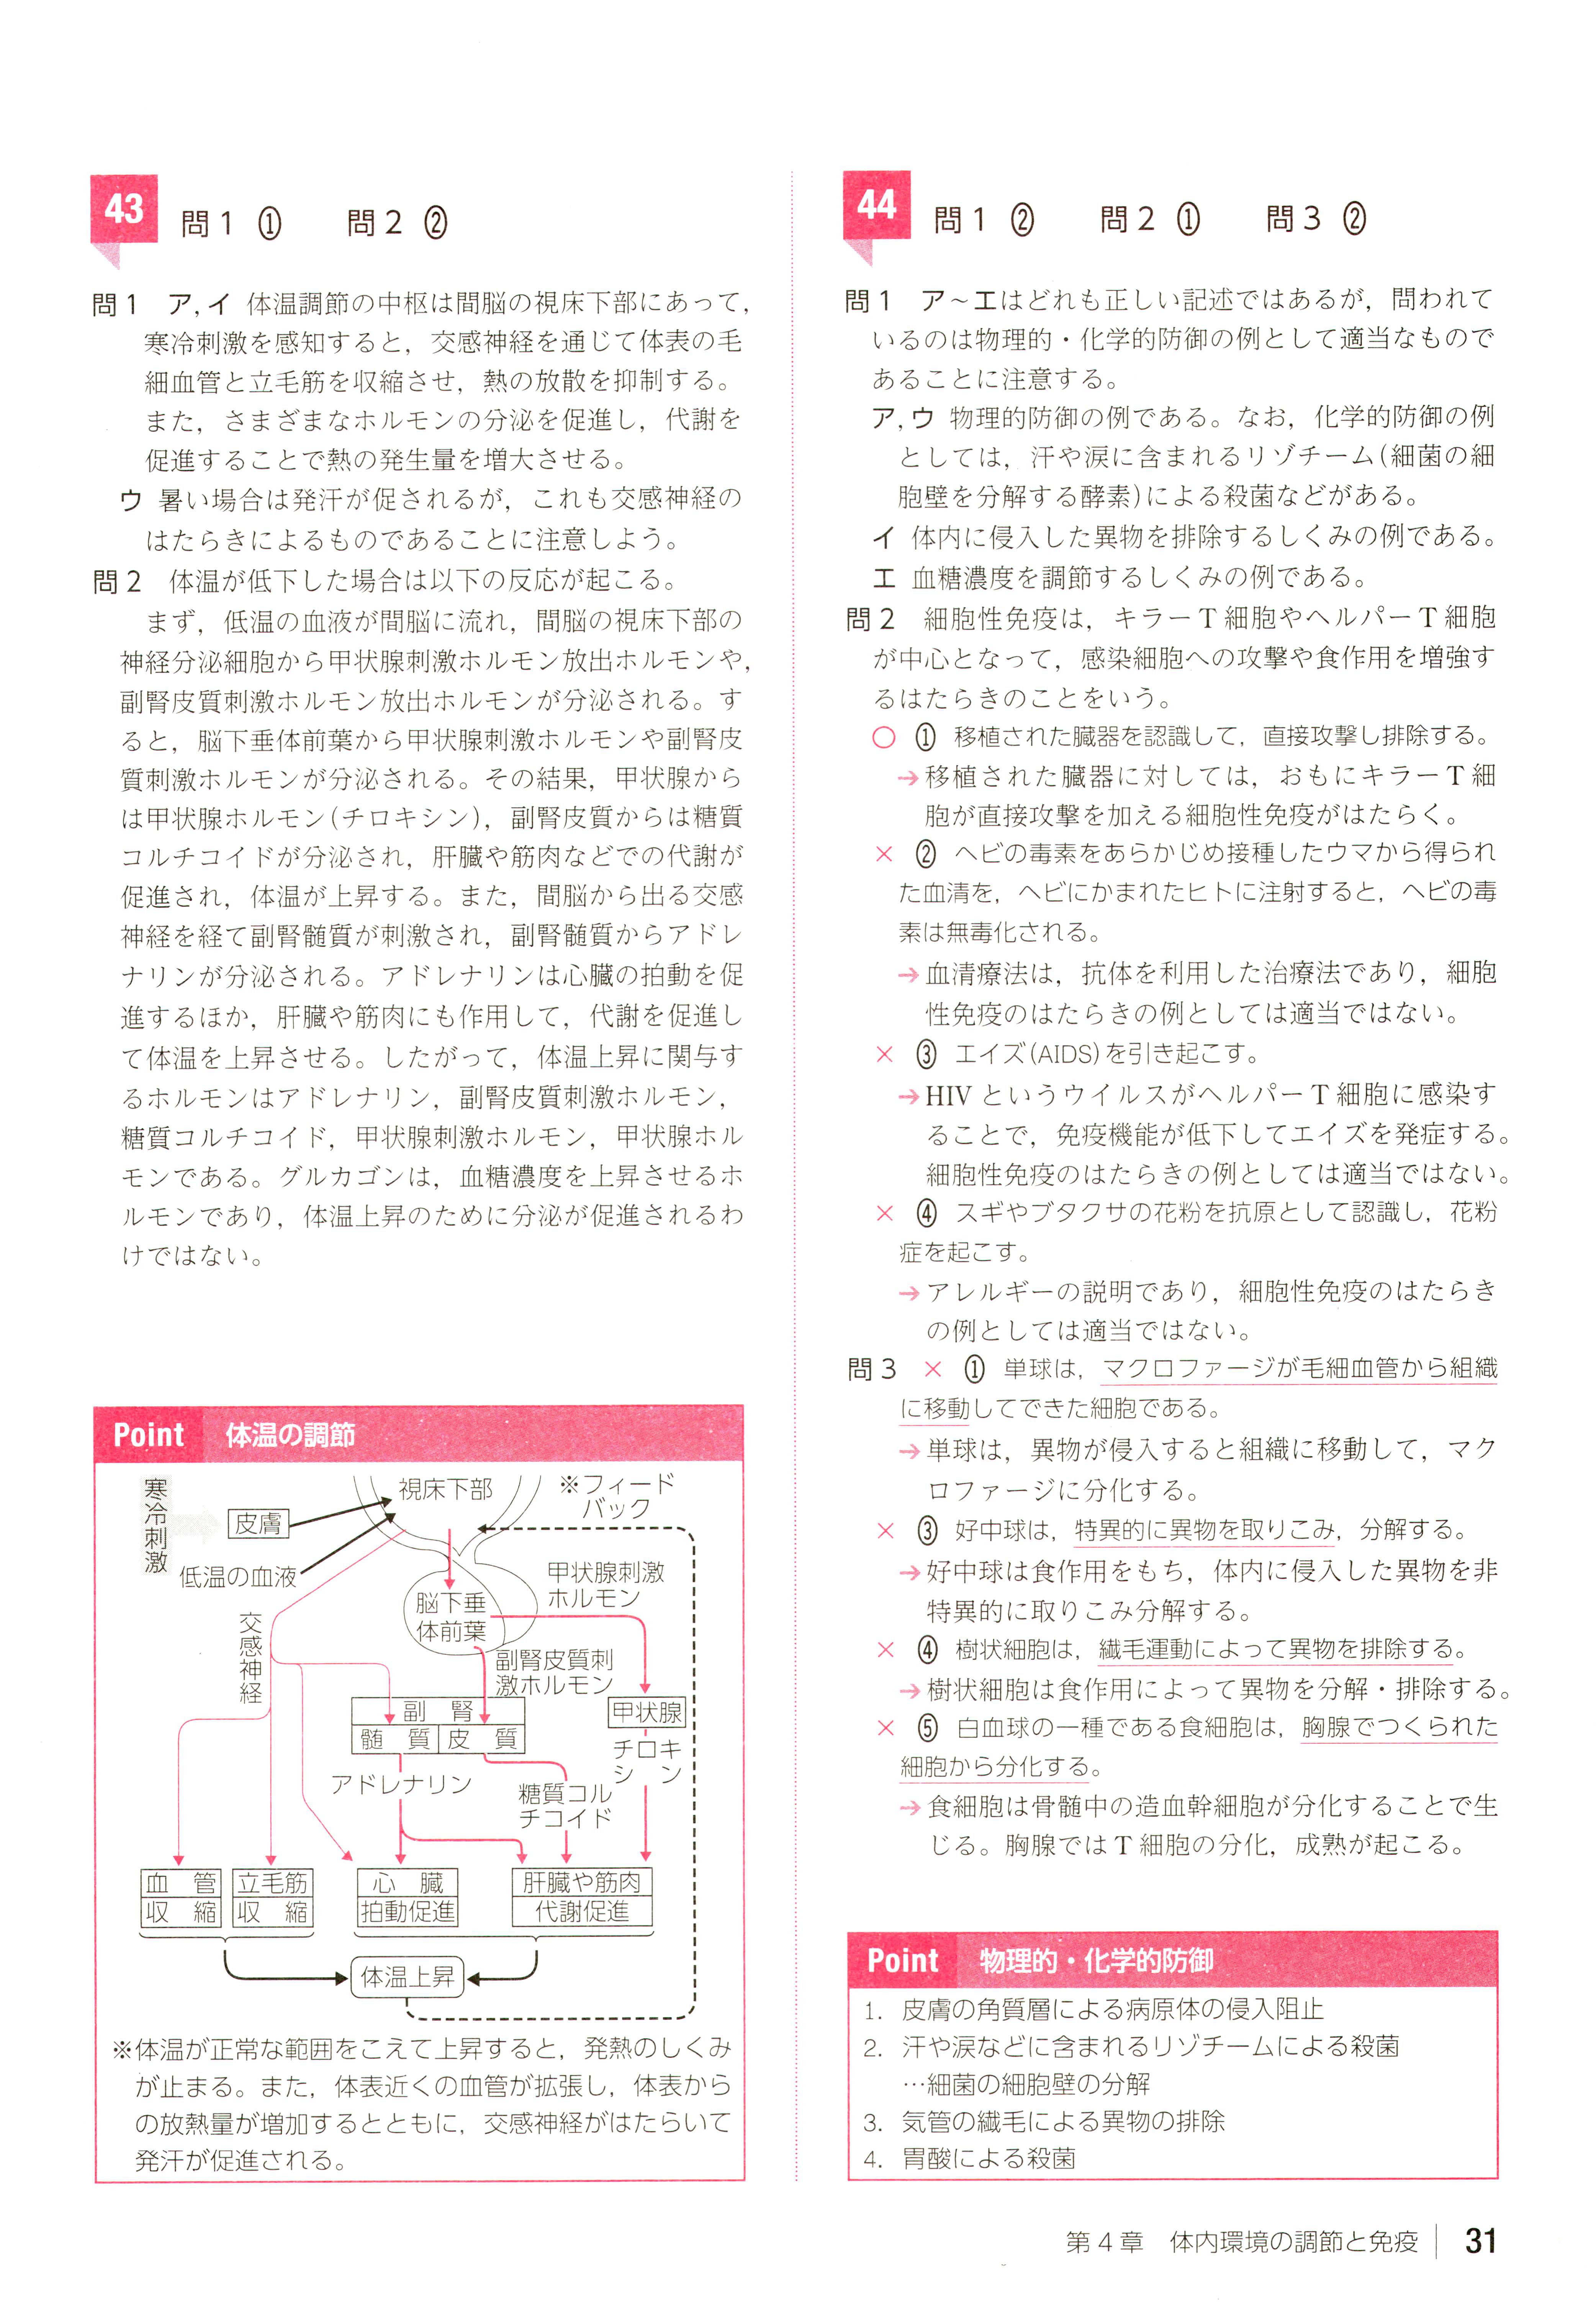 43 問1 ① 問2 ②
問1 ア,イ 体温調節の中枢は間脳の視床下部にあって,
寒冷刺激を感知すると，交感神経を通じて体表の毛
細血管と立毛筋を収縮させ，熱の放散を抑制する。
また，さまざまなホルモンの分泌を促進し，代謝を
促進することで熱の発生量を増大させる。
ウ 暑い場合は発汗が促されるが，これも交感神経の
はたらきによるものであることに注意しよう。
問2 体温が低下した場合は以下の反応が起こる。
まず，低温の血液が間脳に流れ，間脳の視床下部の
神経分泌細胞から甲状腺刺激ホルモン放出ホルモンや,
副腎皮質刺激ホルモン放出ホルモンが分泌される。す
ると，脳下垂体前葉から甲状腺刺激ホルモンや副腎皮
質刺激ホルモンが分泌される。その結果，甲状腺から
は甲状腺ホルモン(チロキシン)，副腎皮質からは糖質
コルチコイドが分泌され，肝臓や筋肉などでの代謝が
促進され，体温が上昇する。また，間脳から出る交感
神経を経て副腎髄質が刺激され，副腎髄質からアドレ
ナリンが分泌される。アドレナリンは心臓の拍動を促
進するほか，肝臓や筋肉にも作用して，代謝を促進し
て体温を上昇させる。したがって，体温上昇に関与す
るホルモンはアドレナリン，副腎皮質刺激ホルモン，
糖質コルチコイド，甲状腺刺激ホルモン，甲状腺ホル
モンである。グルカゴンは，血糖濃度を上昇させるホ
ルモンであり，体温上昇のために分泌が促進されるわ
けではない。
Point 体温の調節
寒冷刺激
皮膚
低温の血液
視床下部
※フィード
バック
交感神経
脳下垂
体前葉
甲状腺刺激
ホルモン
副腎皮質刺
激ホルモン
副 腎
髄 質
皮 質
甲状腺
チロキ
シ ン
アドレナリン
糖質コル
チコイド
血 管
収 縮
立毛筋
収 縮
心 臓
拍動促進
肝臓や筋肉
代謝促進
体温上昇
※体温が正常な範囲をこえて上昇すると，発熱のしくみ
が止まる。また，体表近くの血管が拡張し，体表から
の放熱量が増加するとともに，交感神経がはたらいて
発汗が促進される。
44 問1 ② 問2 ① 問3 ②
問1 ア～エはどれも正しい記述ではあるが，問われて
いるのは物理的・化学的防御の例として適当なもので
あることに注意する。
ア,ウ 物理的防御の例である。なお，化学的防御の例
としては，汗や涙に含まれるリゾチーム(細菌の細
胞壁を分解する酵素)による殺菌などがある。
イ 体内に侵入した異物を排除するしくみの例である。
エ 血糖濃度を調節するしくみの例である。
問2 細胞性免疫は，キラーT細胞やヘルパーT細胞
が中心となって，感染細胞への攻撃や食作用を増強す
るはたらきのことをいう。
○ ① 移植された臓器を認識して，直接攻撃し排除する。
→移植された臓器に対しては，おもにキラーT細
胞が直接攻撃を加える細胞性免疫がはたらく。
× ② ヘビの毒素をあらかじめ接種したウマから得られ
た血清を，ヘビにかまれたヒトに注射すると，ヘビの毒
素は無毒化される。
→血清療法は，抗体を利用した治療法であり，細胞
性免疫のはたらきの例としては適当ではない。
× ③ エイズ(AIDS)を引き起こす。
→HIVというウイルスがヘルパーT細胞に感染す
ることで，免疫機能が低下してエイズを発症する。
細胞性免疫のはたらきの例としては適当ではない。
× ④ スギやブタクサの花粉を抗原として認識し，花粉
症を起こす。
→アレルギーの説明であり，細胞性免疫のはたらき
の例としては適当ではない。
問3 × ① 単球は，マクロファージが毛細血管から組織
に移動してできた細胞である。
→単球は，異物が侵入すると組織に移動して，マク
ロファージに分化する。
× ③ 好中球は，特異的に異物を取りこみ，分解する。
→好中球は食作用をもち，体内に侵入した異物を非
特異的に取りこみ分解する。
× ④ 樹状細胞は，繊毛運動によって異物を排除する。
→樹状細胞は食作用によって異物を分解・排除する。
× ⑤ 白血球の一種である食細胞は，胸腺でつくられた
細胞から分化する。
→食細胞は骨髄中の造血幹細胞が分化することで生
じる。胸腺ではT細胞の分化，成熟が起こる。
Point 物理的・化学的防御
1. 皮膚の角質層による病原体の侵入阻止
2. 汗や涙などに含まれるリゾチームによる殺菌
…細菌の細胞壁の分解
3. 気管の繊毛による異物の排除
4. 胃酸による殺菌
第4章 体内環境の調節と免疫 31